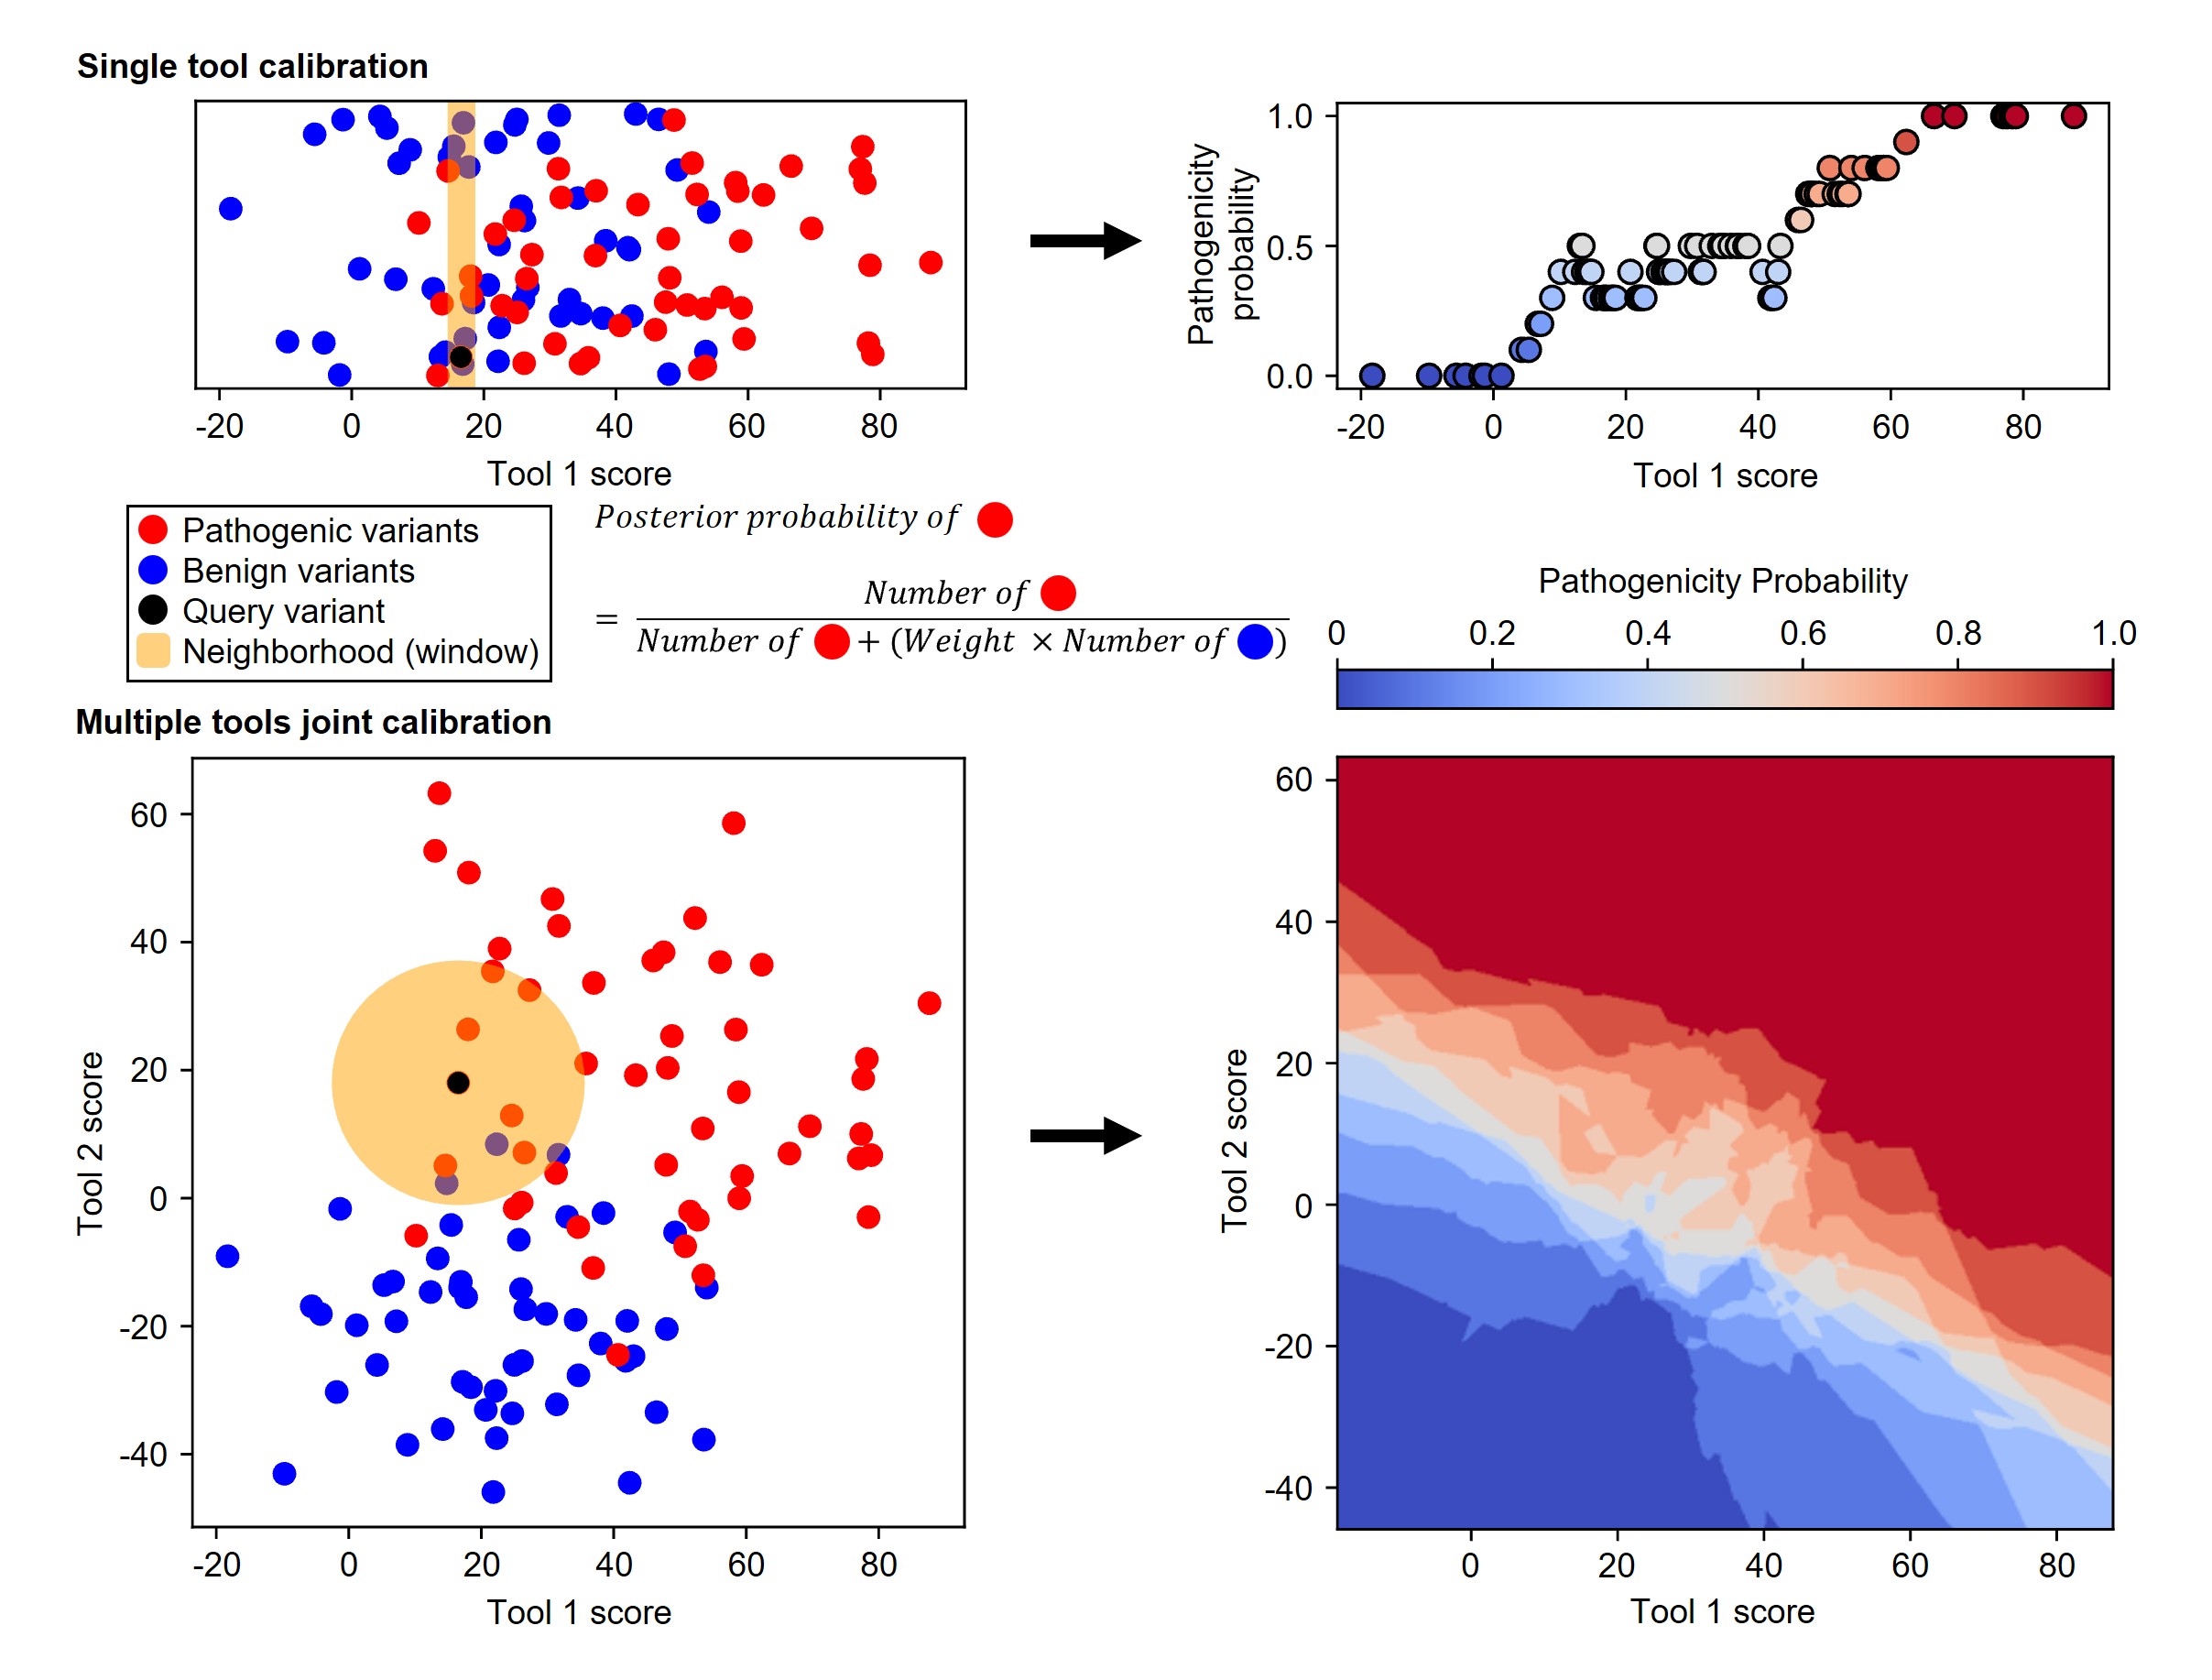 Single tool calibration
-20 0 20 40 60 80
Tool 1 score
Pathogenicity
probability
1.0
0.5
0.0
-20 0 20 40 60 80
Tool 1 score
Pathogenic variants
Benign variants
Query variant
Neighborhood (window)
Posterior probability of
= Number of
Number of + (Weight × Number of )
Pathogenicity Probability
0 0.2 0.4 0.6 0.8 1.0
Multiple tools joint calibration
Tool 2 score
60
40
20
0
-20
-40
-20 0 20 40 60 80
Tool 1 score
Tool 2 score
60
40
20
0
-20
-40
0 20 40 60 80
Tool 1 score